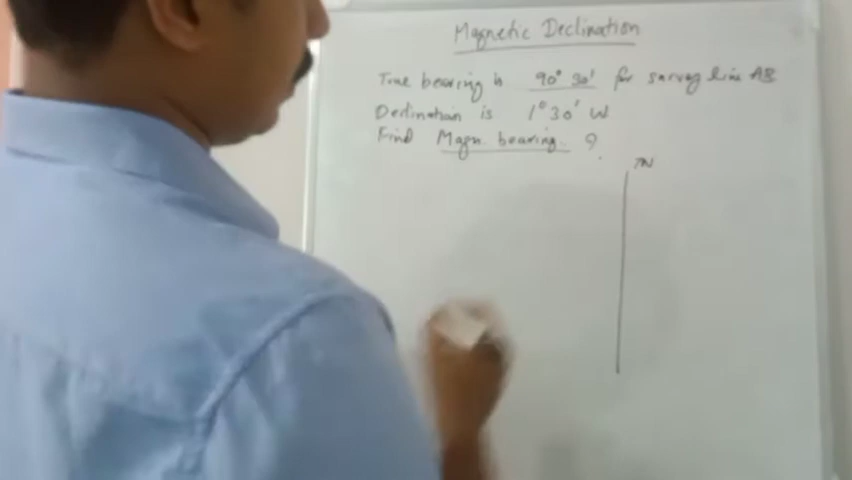 Magnetic Declination
True bearing is 90° 30' for survey line AB
Declination is 1° 30' W
Find Magn. bearing. ?
TN